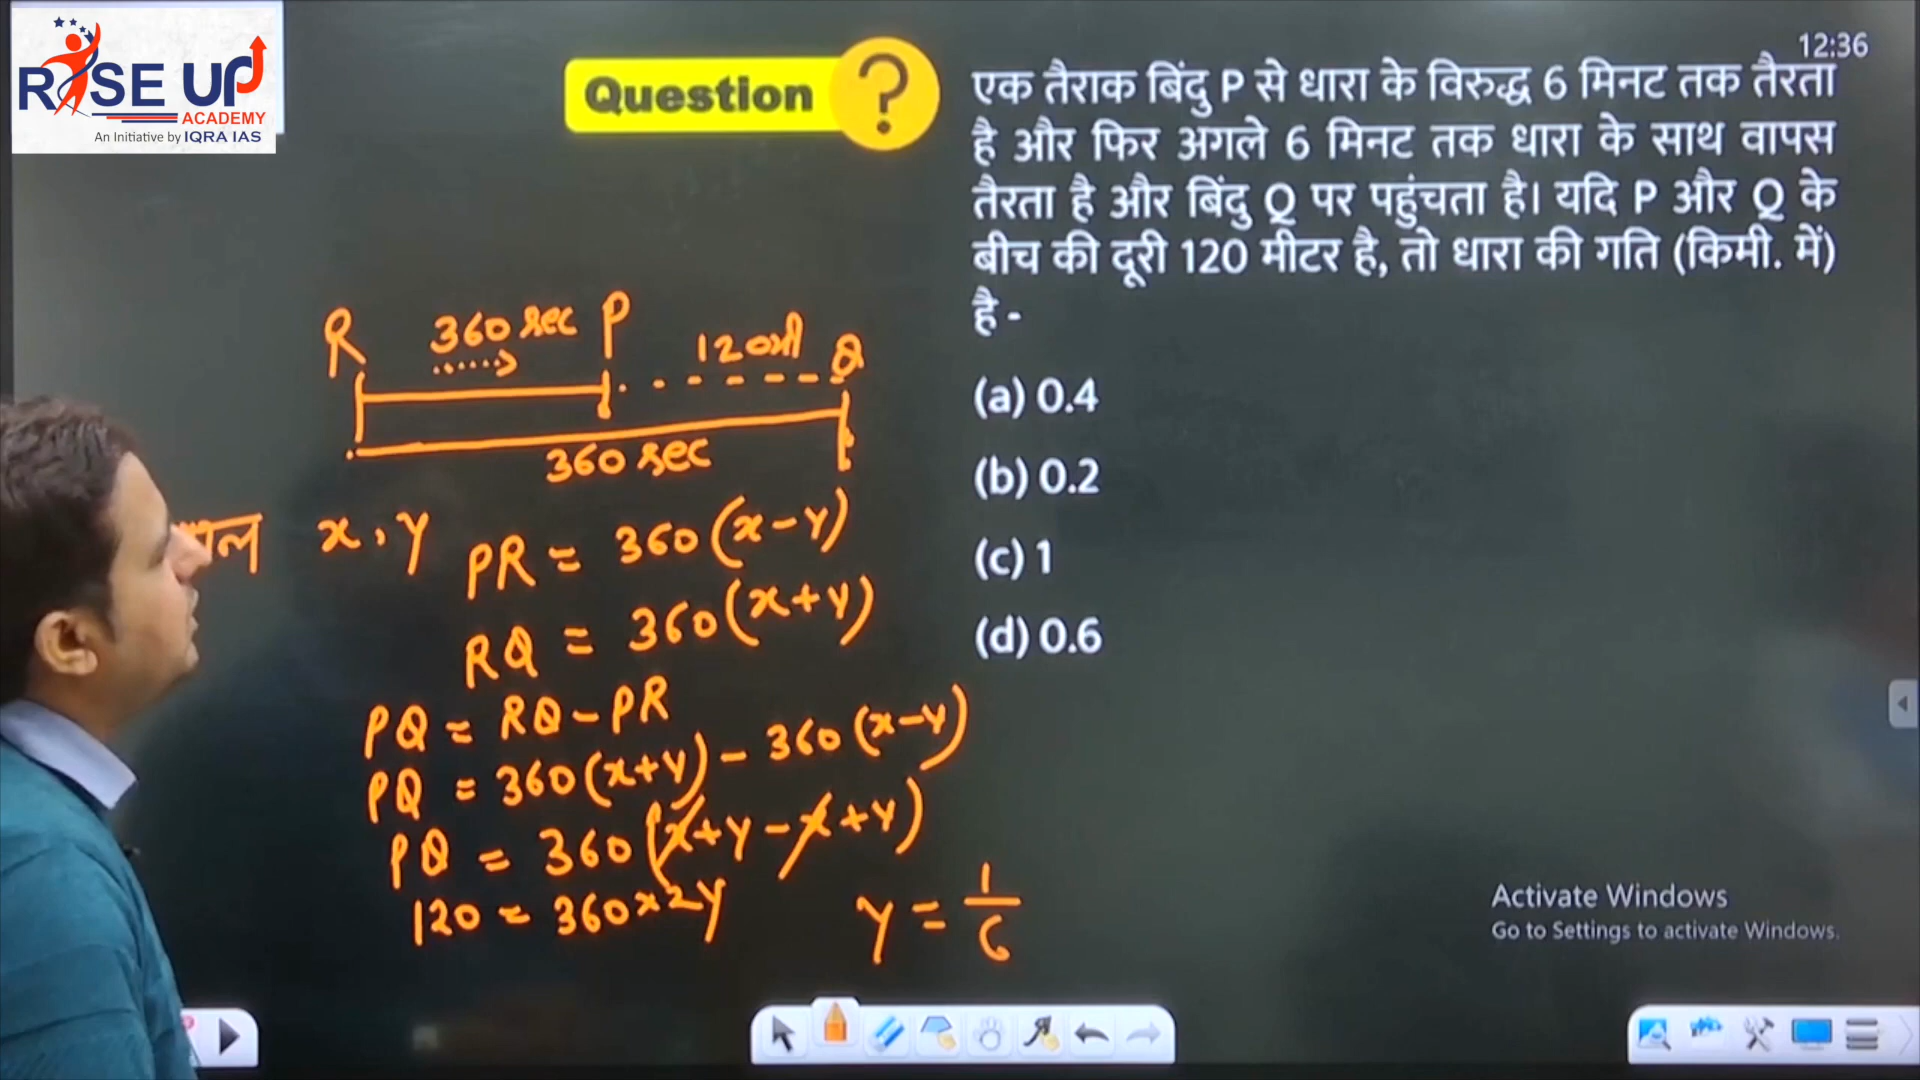 RISE UP
ACADEMY
An Initiative by IQRA IAS
12:36
Question ?
एक तैराक बिंदु P से धारा के विरुद्ध 6 मिनट तक तैरता
है और फिर अगले 6 मिनट तक धारा के साथ वापस
तैरता है और बिंदु Q पर पहुंचता है। यदि P और Q के
बीच की दूरी 120 मीटर है, तो धारा की गति (किमी. में)
है -
(a) 0.4
(b) 0.2
(c) 1
(d) 0.6
R 360 sec P 120मी Q
360 sec
x, y
PR = 360(x-y)
RQ = 360(x+y)
PQ = RQ - PR
PQ = 360(x+y) - 360(x-y)
PQ = 360(x+y-x+y)
120 = 360×2y
y = 1/6
Activate Windows
Go to Settings to activate Windows.